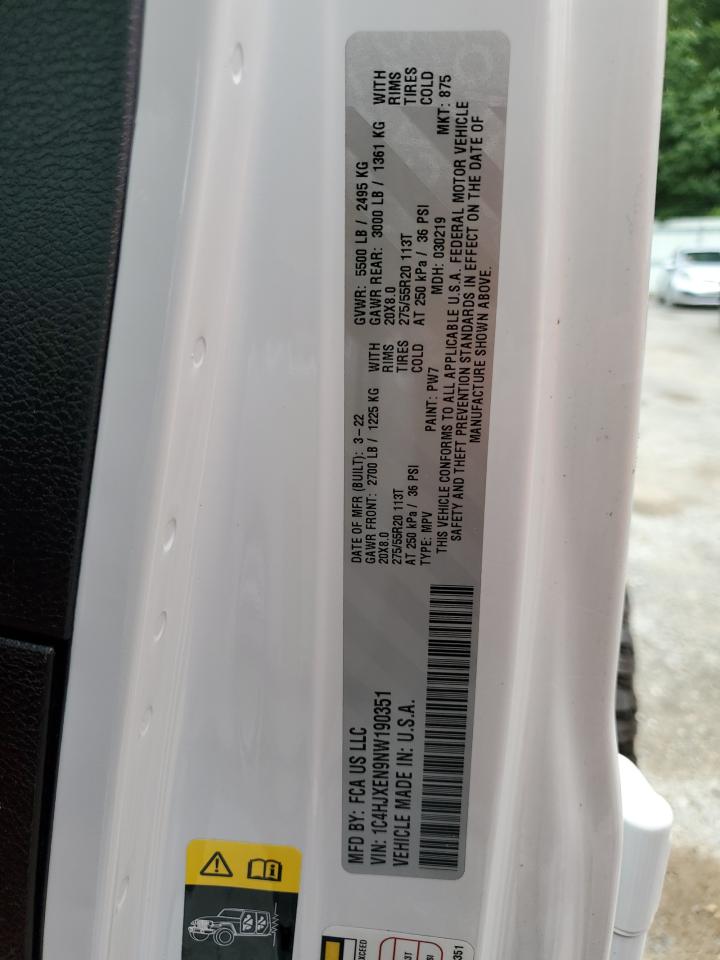 MFD BY: FCA US LLC
VIN: 1C4HJXEN9NW190351
VEHICLE MADE IN: U.S.A.
DATE OF MFR (BUILT): 3-22 GVWR: 5500 LB / 2495 KG
GAWR FRONT: 2700 LB / 1225 KG WITH GAWR REAR: 3000 LB / 1361 KG WITH
20X8.0 RIMS 20X8.0 RIMS
275/55R20 113T TIRES 275/55R20 113T TIRES
AT 250 kPa / 36 PSI COLD AT 250 kPa / 36 PSI COLD
TYPE: MPV PAINT: PW7 MDH: 030219 MKT: 875
THIS VEHICLE CONFORMS TO ALL APPLICABLE U.S.A. FEDERAL MOTOR VEHICLE
SAFETY AND THEFT PREVENTION STANDARDS IN EFFECT ON THE DATE OF
MANUFACTURE SHOWN ABOVE.
EXCEED